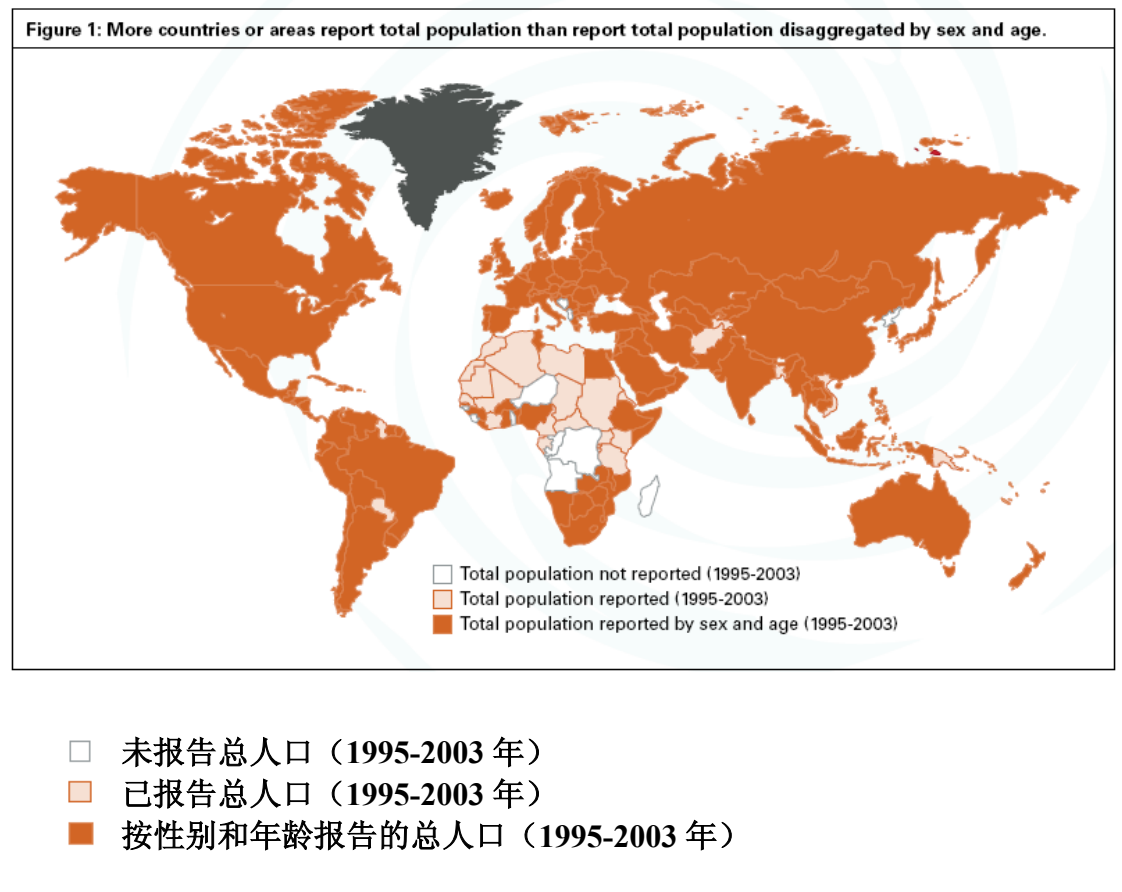 Figure 1: More countries or areas report total population than report total population disaggregated by sex and age.
Total population not reported (1995-2003)
Total population reported (1995-2003)
Total population reported by sex and age (1995-2003)
未报告总人口（1995-2003 年）
已报告总人口（1995-2003 年）
按性别和年龄报告的总人口（1995-2003 年）